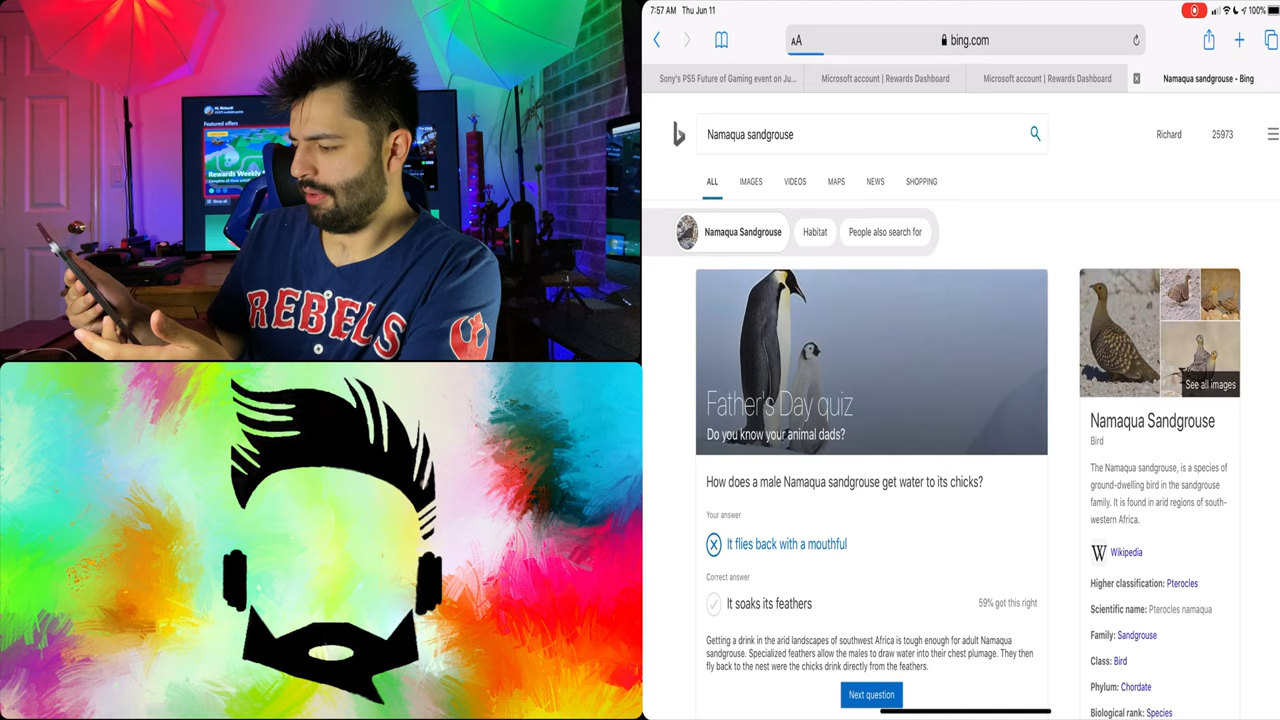 Hi, Richard!
Featured offers
Rewards Weekly
REBELS
7:57 AM Thu Jun 11
100%
AA
bing.com
Sony's PS5 Future of Gaming event on Ju...
Microsoft account | Rewards Dashboard
Microsoft account | Rewards Dashboard
Namaqua sandgrouse - Bing
Namaqua sandgrouse
Richard
25973
ALL
IMAGES
VIDEOS
MAPS
NEWS
SHOPPING
Namaqua Sandgrouse
Habitat
People also search for
Father's Day quiz
Do you know your animal dads?
How does a male Namaqua sandgrouse get water to its chicks?
Your answer
It flies back with a mouthful
Correct answer
It soaks its feathers
59% got this right
Getting a drink in the arid landscapes of southwest Africa is tough enough for adult Namaqua
sandgrouse. Specialized feathers allow the males to draw water into their chest plumage. They then
fly back to the nest were the chicks drink directly from the feathers.
Next question
See all images
Namaqua Sandgrouse
Bird
The Namaqua sandgrouse, is a species of
ground-dwelling bird in the sandgrouse
family. It is found in arid regions of south-
western Africa.
W Wikipedia
Higher classification: Pterocles
Scientific name: Pterocles namaqua
Family: Sandgrouse
Class: Bird
Phylum: Chordate
Biological rank: Species